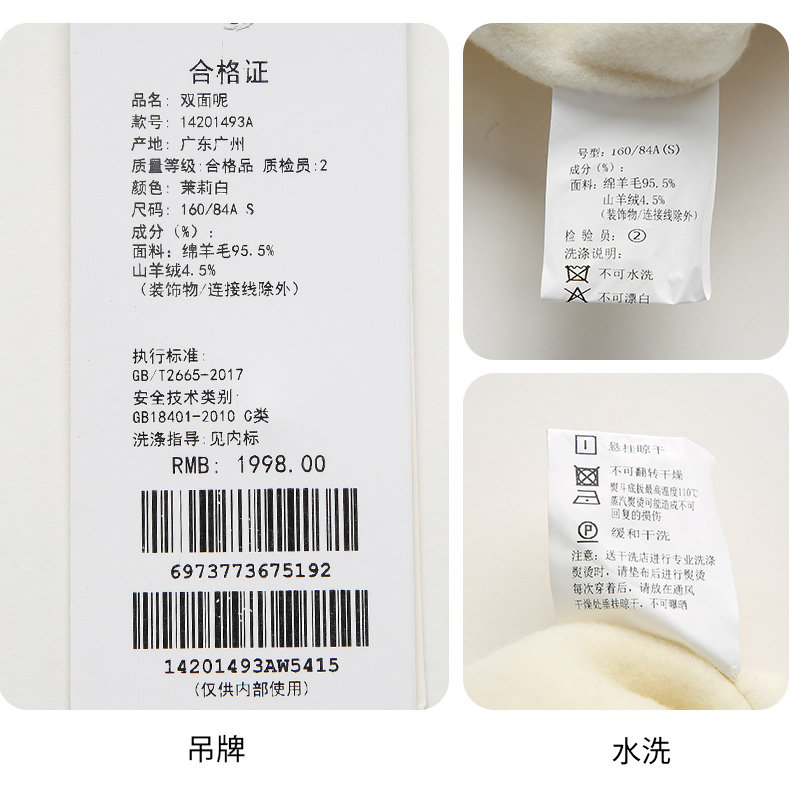 合格证
品名: 双面呢
款号: 14201493A
产地: 广东广州
质量等级:合格品 质检员:2
颜色: 茉莉白
尺码: 160/84A S
成分（%）:
面料: 绵羊毛95.5%
山羊绒4.5%
（装饰物/连接线除外）
执行标准:
GB/T2665-2017
安全技术类别:
GB18401-2010 C类
洗涤指导:见内标
RMB: 1998.00
6973773675192
14201493AW5415
(仅供内部使用)
吊牌
号型: 160/84A(S)
成分（%）:
面料: 绵羊毛95.5%
山羊绒4.5%
（装饰物/连接线除外）
检验员: ②
洗涤说明:
不可水洗
不可漂白
悬挂晾干
不可翻转干燥
熨斗底板最高温度110℃
蒸汽熨烫可能造成不可
回复的损伤
P 缓和干洗
注意: 送干洗店进行专业洗涤
熨烫时, 请垫布后进行熨烫
每次穿着后, 请放在通风
干燥处垂挂晾干, 不可曝晒
水洗